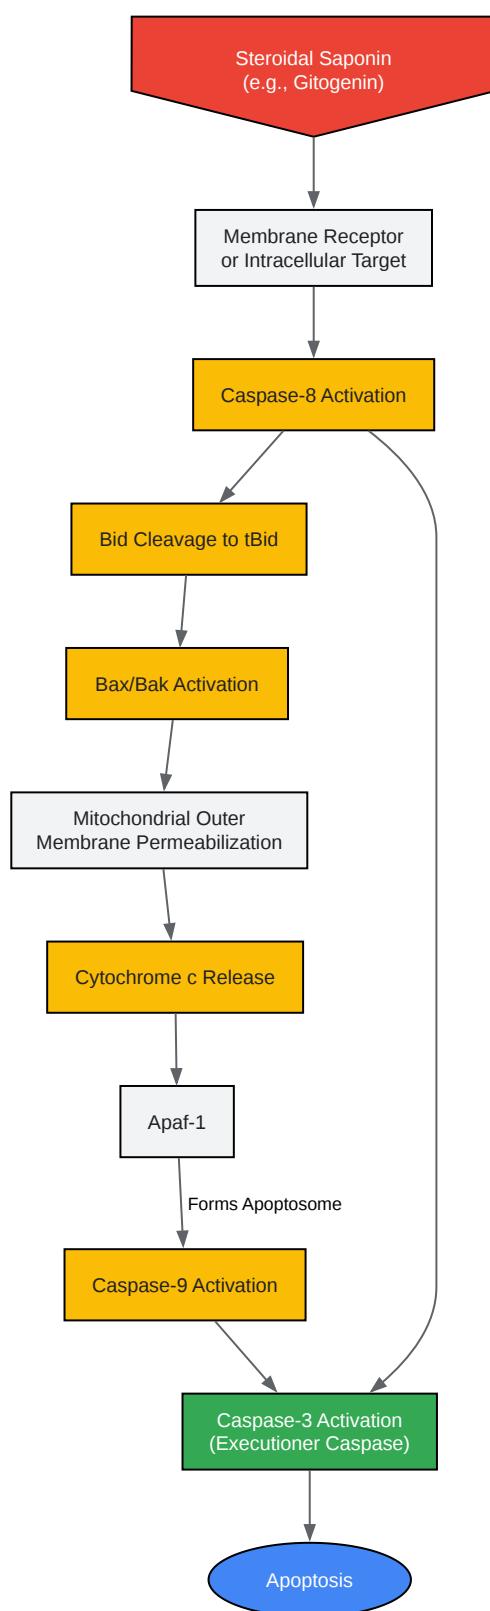 Steroidal Saponin
(e.g., Gitogenin)
Membrane Receptor
or Intracellular Target
Caspase-8 Activation
Bid Cleavage to tBid
Bax/Bak Activation
Mitochondrial Outer
Membrane Permeabilization
Cytochrome c Release
Apaf-1
Forms Apoptosome
Caspase-9 Activation
Caspase-3 Activation
(Executioner Caspase)
Apoptosis